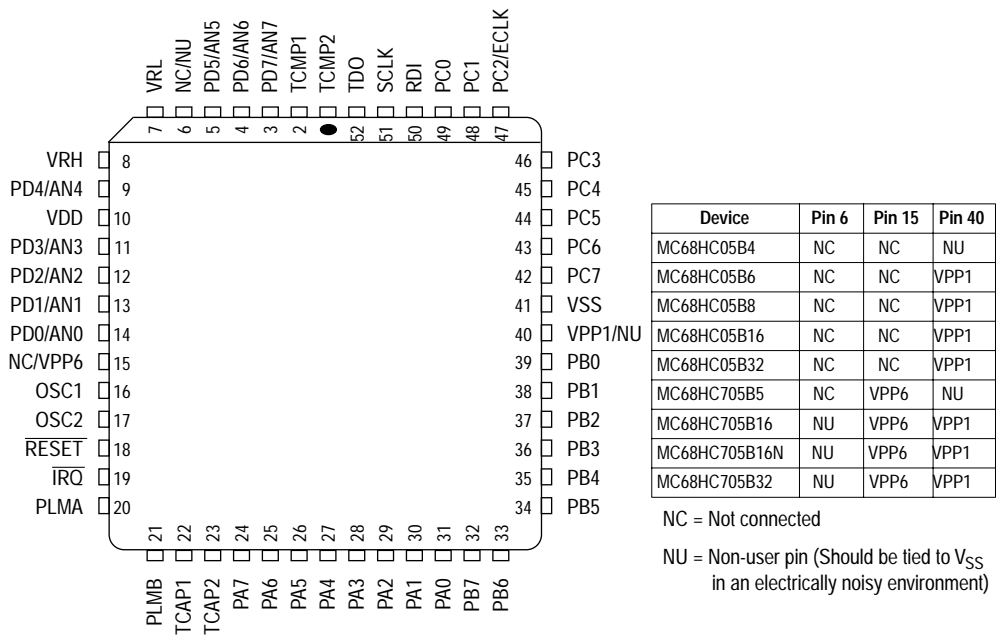 VRL
NC/NU
PD5/AN5
PD6/AN6
PD7/AN7
TCMP1
TCMP2
TDO
SCLK
RDI
PC0
PC1
PC2/ECLK
7
6
5
4
3
2
52
51
50
49
48
47
VRH 8
PD4/AN4 9
VDD 10
PD3/AN3 11
PD2/AN2 12
PD1/AN1 13
PD0/AN0 14
NC/VPP6 15
OSC1 16
OSC2 17
RESET 18
IRQ 19
PLMA 20
46 PC3
45 PC4
44 PC5
43 PC6
42 PC7
41 VSS
40 VPP1/NU
39 PB0
38 PB1
37 PB2
36 PB3
35 PB4
34 PB5
21
22
23
24
25
26
27
28
29
30
31
32
33
PLMB
TCAP1
TCAP2
PA7
PA6
PA5
PA4
PA3
PA2
PA1
PA0
PB7
PB6
Device Pin 6 Pin 15 Pin 40
MC68HC05B4 NC NC NU
MC68HC05B6 NC NC VPP1
MC68HC05B8 NC NC VPP1
MC68HC05B16 NC NC VPP1
MC68HC05B32 NC NC VPP1
MC68HC705B5 NC VPP6 NU
MC68HC705B16 NU VPP6 VPP1
MC68HC705B16N NU VPP6 VPP1
MC68HC705B32 NU VPP6 VPP1
NC = Not connected
NU = Non-user pin (Should be tied to VSS
in an electrically noisy environment)